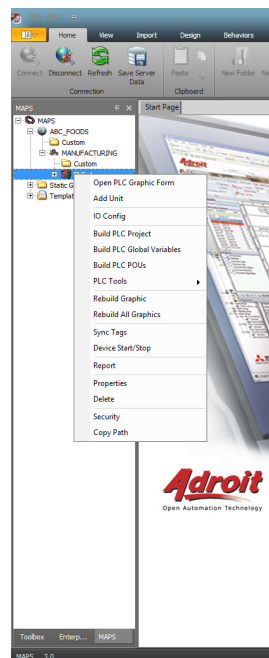 Home View Import Design Behaviors
Connect Disconnect Refresh Save Server Data Paste New Folder
Connection Clipboard
MAPS
Start Page
MAPS
ABC_FOODS
Custom
MANUFACTURING
Custom
Static G
Templat
Open PLC Graphic Form
Add Unit
IO Config
Build PLC Project
Build PLC Global Variables
Build PLC POUs
PLC Tools
Rebuild Graphic
Rebuild All Graphics
Sync Tags
Device Start/Stop
Report
Properties
Delete
Security
Copy Path
Adroit
Adroit
Open Automation Technology
Toolbox Enterp... MAPS
MAPS 3.0